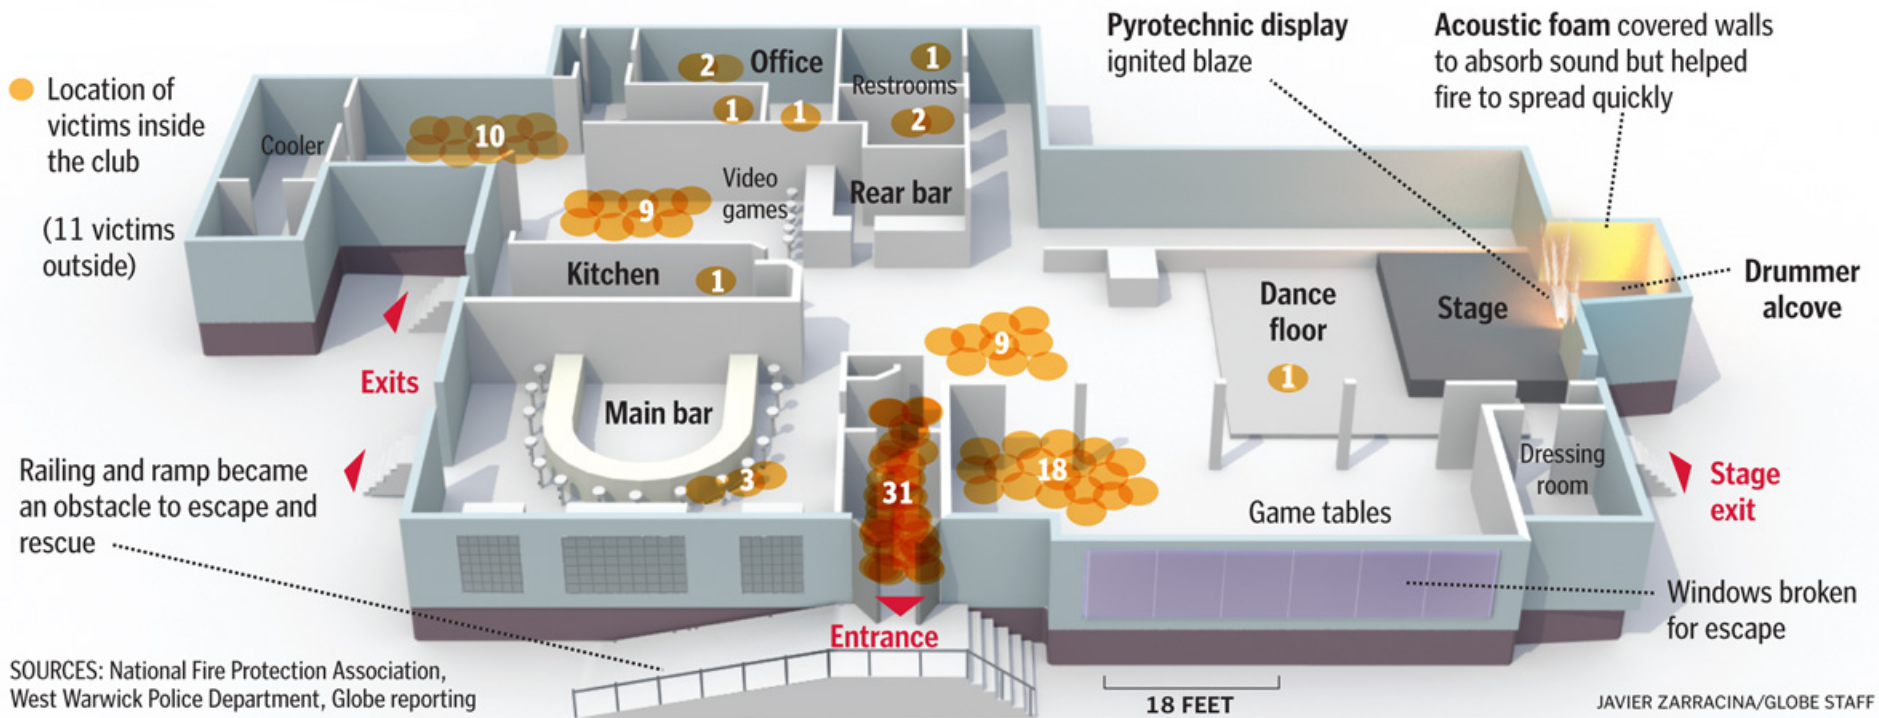 Pyrotechnic display
ignited blaze
Acoustic foam covered walls
to absorb sound but helped
fire to spread quickly
Location of
victims inside
the club
(11 victims
outside)
Cooler
10
2
Office
1
1
1
Restrooms
2
Video
games
Rear bar
9
Kitchen
1
Dance
floor
1
Stage
Drummer
alcove
9
Exits
Main bar
3
31
18
Game tables
Dressing
room
Stage
exit
Railing and ramp became
an obstacle to escape and
rescue
Windows broken
for escape
Entrance
SOURCES: National Fire Protection Association,
West Warwick Police Department, Globe reporting
18 FEET
JAVIER ZARRACINA/GLOBE STAFF